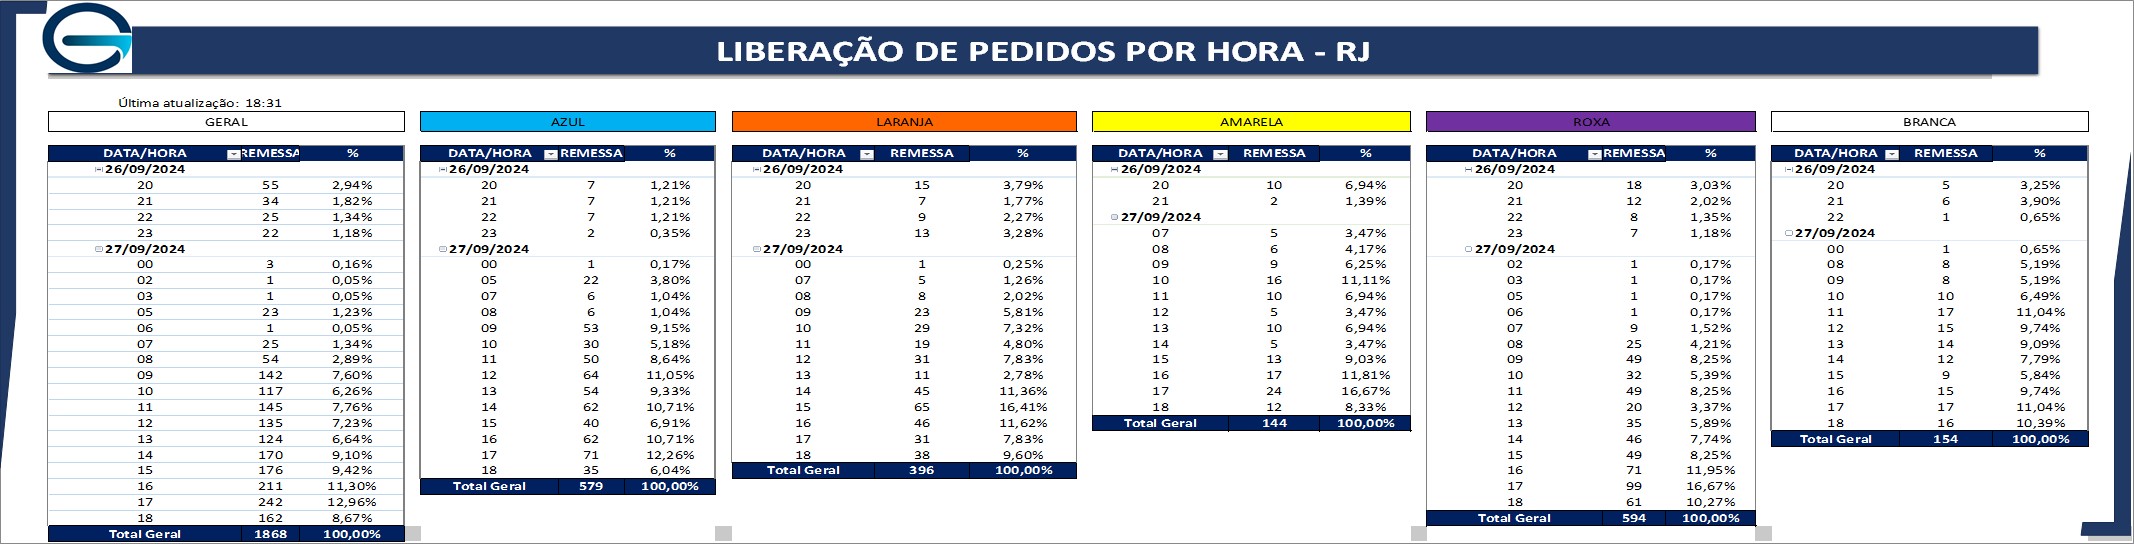 LIBERAÇÃO DE PEDIDOS POR HORA - RJ
Última atualização: 18:31
GERAL
DATA/HORA REMESSA %
26/09/2024
20 55 2,94%
21 34 1,82%
22 25 1,34%
23 22 1,18%
27/09/2024
00 3 0,16%
02 1 0,05%
03 1 0,05%
05 23 1,23%
06 1 0,05%
07 25 1,34%
08 54 2,89%
09 142 7,60%
10 117 6,26%
11 145 7,76%
12 135 7,23%
13 124 6,64%
14 170 9,10%
15 176 9,42%
16 211 11,30%
17 242 12,96%
18 162 8,67%
Total Geral 1868 100,00%
AZUL
DATA/HORA REMESSA %
26/09/2024
20 7 1,21%
21 7 1,21%
22 7 1,21%
23 2 0,35%
27/09/2024
00 1 0,17%
05 22 3,80%
07 6 1,04%
08 6 1,04%
09 53 9,15%
10 30 5,18%
11 50 8,64%
12 64 11,05%
13 54 9,33%
14 62 10,71%
15 40 6,91%
16 62 10,71%
17 71 12,26%
18 35 6,04%
Total Geral 579 100,00%
LARANJA
DATA/HORA REMESSA %
26/09/2024
20 15 3,79%
21 7 1,77%
22 9 2,27%
23 13 3,28%
27/09/2024
00 1 0,25%
07 5 1,26%
08 8 2,02%
09 23 5,81%
10 29 7,32%
11 19 4,80%
12 31 7,83%
13 11 2,78%
14 45 11,36%
15 65 16,41%
16 46 11,62%
17 31 7,83%
18 38 9,60%
Total Geral 396 100,00%
AMARELA
DATA/HORA REMESSA %
26/09/2024
20 10 6,94%
21 2 1,39%
27/09/2024
07 5 3,47%
08 6 4,17%
09 9 6,25%
10 16 11,11%
11 10 6,94%
12 5 3,47%
13 10 6,94%
14 5 3,47%
15 13 9,03%
16 17 11,81%
17 24 16,67%
18 12 8,33%
Total Geral 144 100,00%
ROXA
DATA/HORA REMESSA %
26/09/2024
20 18 3,03%
21 12 2,02%
22 8 1,35%
23 7 1,18%
27/09/2024
02 1 0,17%
03 1 0,17%
05 1 0,17%
06 1 0,17%
07 9 1,52%
08 25 4,21%
09 49 8,25%
10 32 5,39%
11 49 8,25%
12 20 3,37%
13 35 5,89%
14 46 7,74%
15 49 8,25%
16 71 11,95%
17 99 16,67%
18 61 10,27%
Total Geral 594 100,00%
BRANCA
DATA/HORA REMESSA %
26/09/2024
20 5 3,25%
21 6 3,90%
22 1 0,65%
27/09/2024
00 1 0,65%
08 8 5,19%
09 8 5,19%
10 10 6,49%
11 17 11,04%
12 15 9,74%
13 14 9,09%
14 12 7,79%
15 9 5,84%
16 15 9,74%
17 17 11,04%
18 16 10,39%
Total Geral 154 100,00%